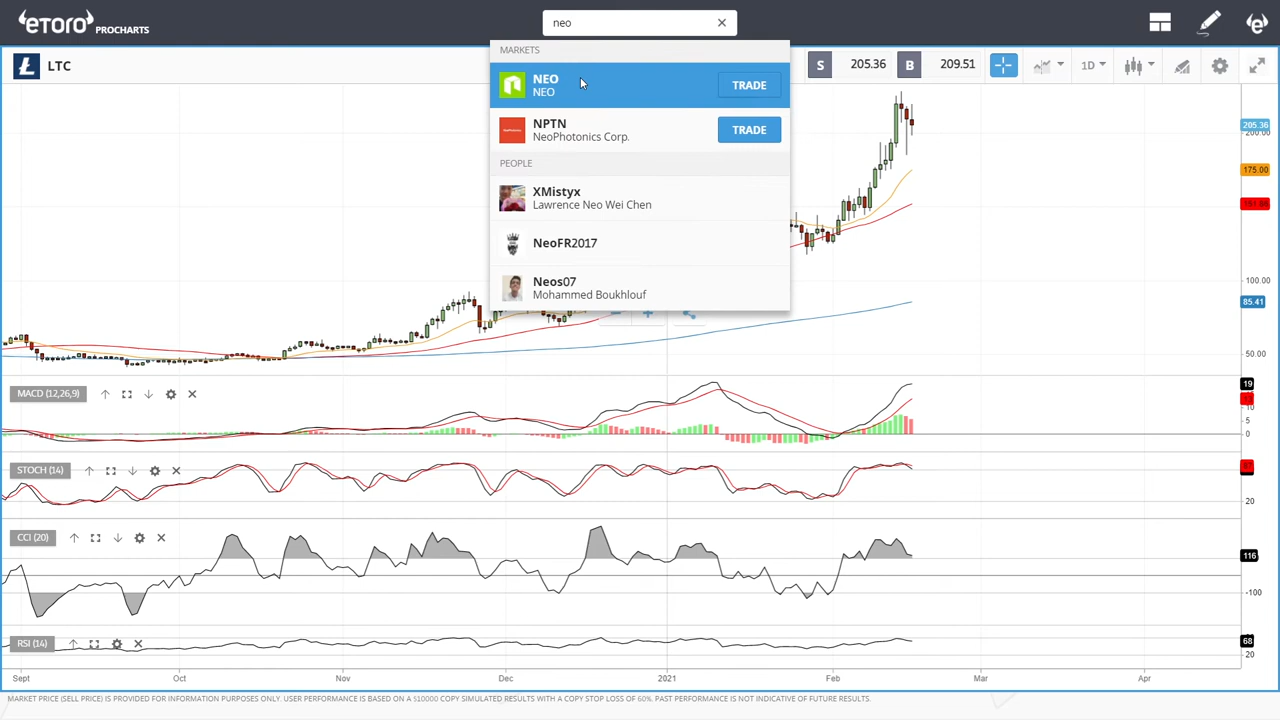 etoro PROCHARTS
neo
MARKETS
LTC
S 205.36 B 209.51
1D
NEO
NEO
TRADE
NPTN
NeoPhotonics Corp.
TRADE
PEOPLE
XMistyx
Lawrence Neo Wei Chen
NeoFR2017
Neos07
Mohammed Boukhlouf
205.36
200.00
175.00
100.00
85.41
50.00
MACD (12,26,9)
19
10
5
0
STOCH (14)
87
20
CCI (20)
116
-100
RSI (14)
68
20
Sept Oct Nov Dec 2021 Feb Mar Apr
MARKET PRICE (SELL PRICE) IS PROVIDED FOR INFORMATION PURPOSES ONLY. USER PERFORMANCE IS BASED ON A $10000 COPY SIMULATED RESULTS WITH A COPY STOP LOSS OF 60%. PAST PERFORMANCE IS NOT INDICATIVE OF FUTURE RESULTS.